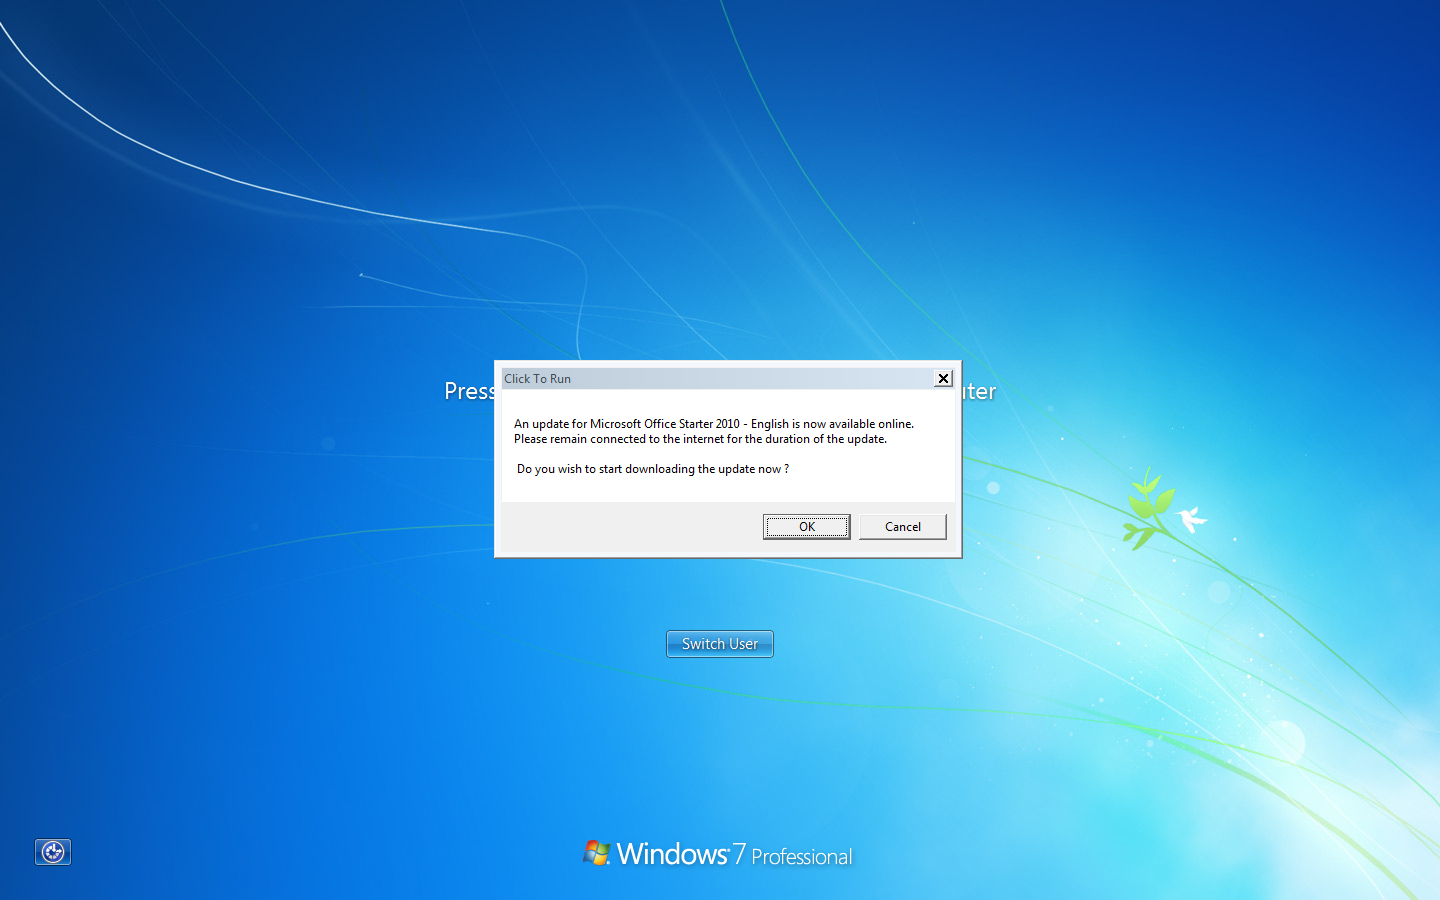 Click To Run
Press
uter
An update for Microsoft Office Starter 2010 - English is now available online.
Please remain connected to the internet for the duration of the update.
Do you wish to start downloading the update now ?
OK
Cancel
Switch User
Windows 7 Professional